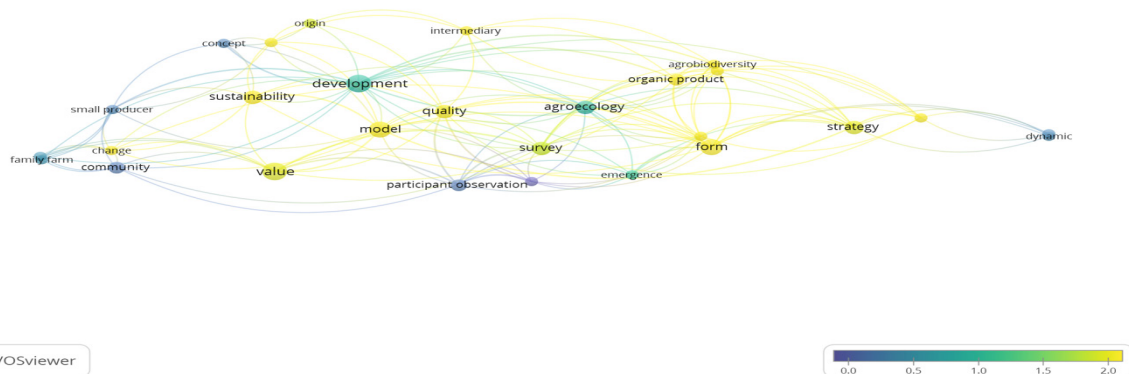 origin
intermediary
concept
agrobiodiversity
organic product
development
sustainability
small producer
quality
agroecology
model
strategy
dynamic
survey
form
change
family farm
community
value
emergence
participant observation
VOSviewer
0.0 0.5 1.0 1.5 2.0